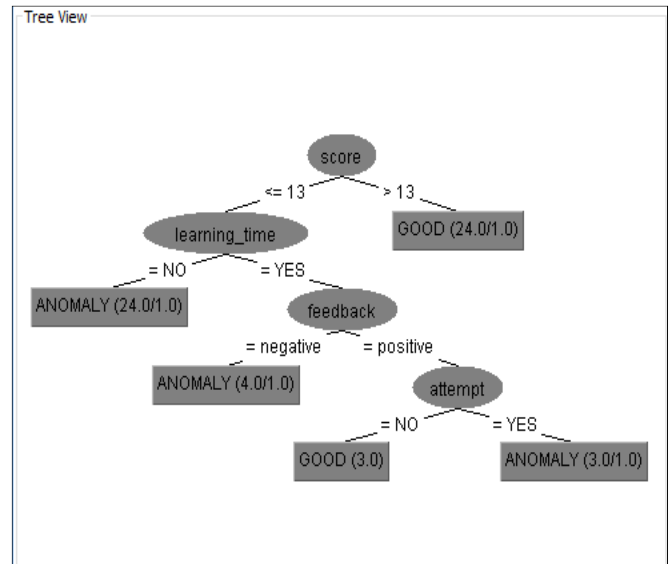 Tree View
score
<= 13
> 13
learning_time
GOOD (24.0/1.0)
= NO
= YES
ANOMALY (24.0/1.0)
feedback
= negative
= positive
ANOMALY (4.0/1.0)
attempt
= NO
= YES
GOOD (3.0)
ANOMALY (3.0/1.0)